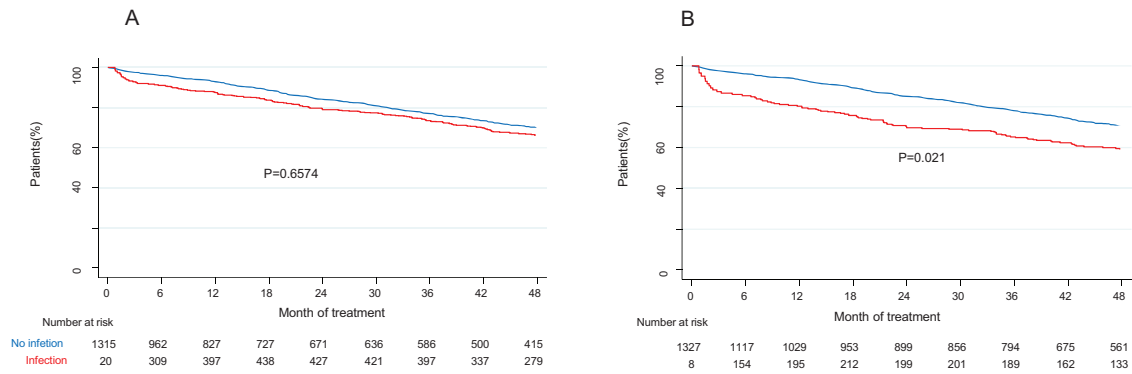 A
100
60
40
0
Patients(%)
P=0.6574
0 6 12 18 24 30 36 42 48
Month of treatment
Number at risk
No infetion 1315 962 827 727 671 636 586 500 415
Infection 20 309 397 438 427 421 397 337 279
B
100
60
40
0
Patients(%)
P=0.021
0 6 12 18 24 30 36 42 48
Month of treatment
Number at risk
1327 1117 1029 953 899 856 794 675 561
8 154 195 212 199 201 189 162 133